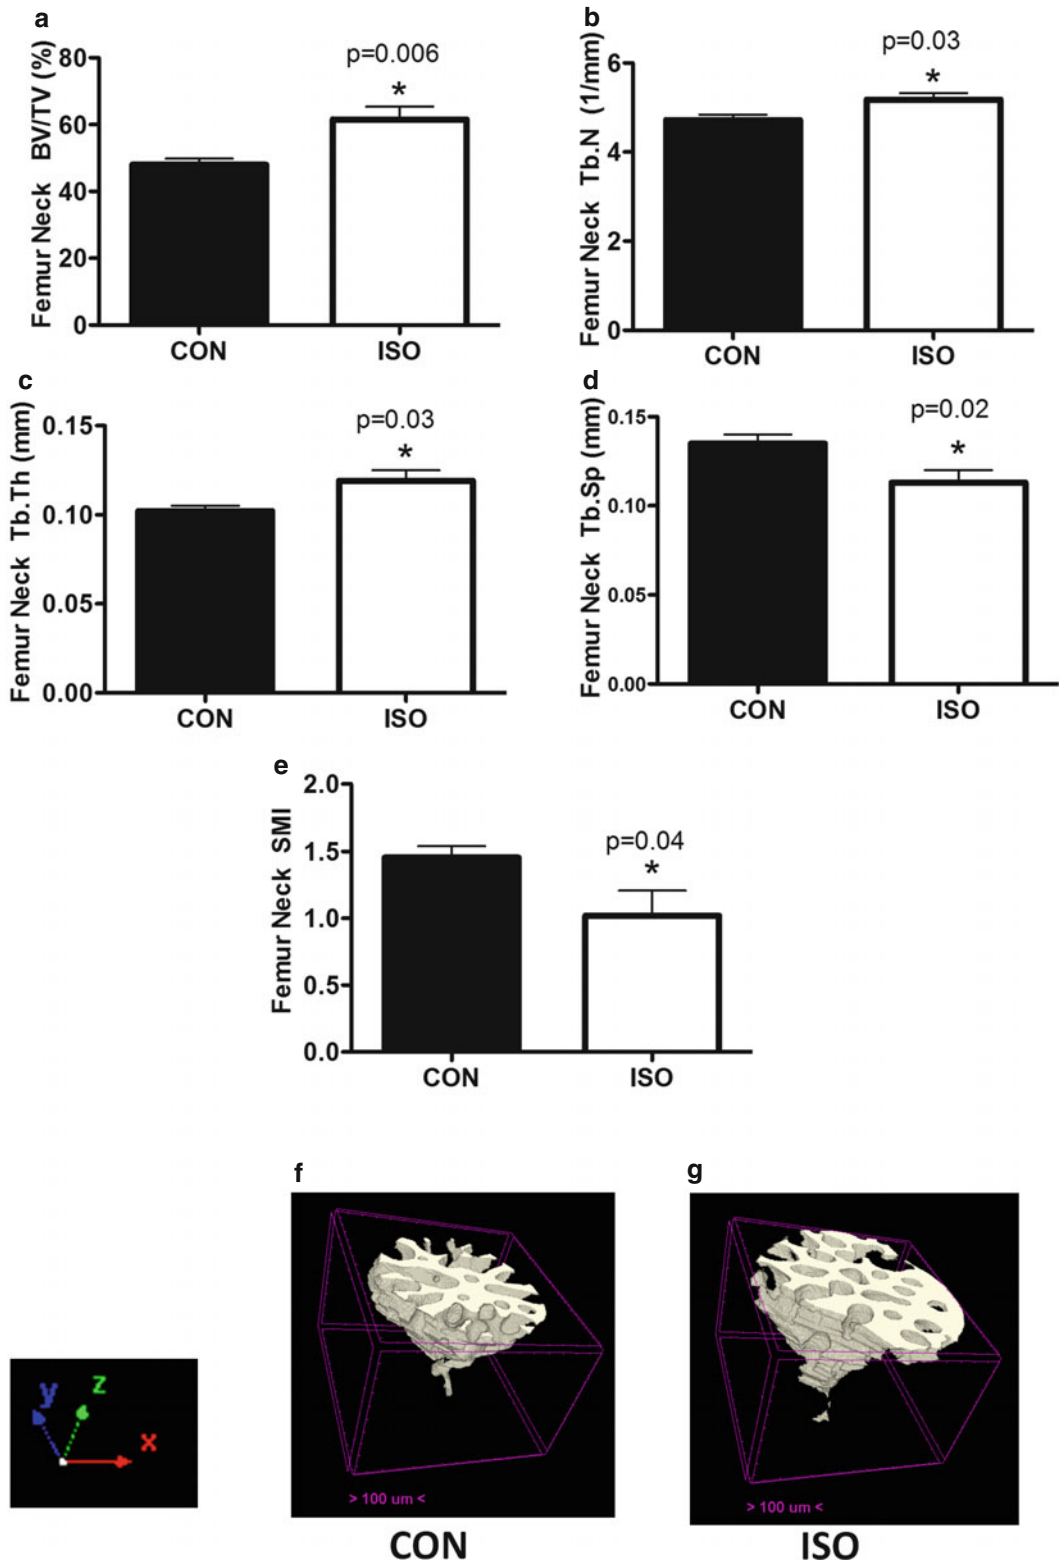 a
Femur Neck BV/TV (%)
80
60
40
20
0
p=0.006
*
CON ISO
b
Femur Neck Tb.N (1/mm)
6
4
2
0
p=0.03
*
CON ISO
c
Femur Neck Tb.Th (mm)
0.15
0.10
0.05
0.00
p=0.03
*
CON ISO
d
Femur Neck Tb.Sp (mm)
0.15
0.10
0.05
0.00
p=0.02
*
CON ISO
e
Femur Neck SMI
2.0
1.5
1.0
0.5
0.0
p=0.04
*
CON ISO
y z x
f
> 100 um <
CON
g
> 100 um <
ISO